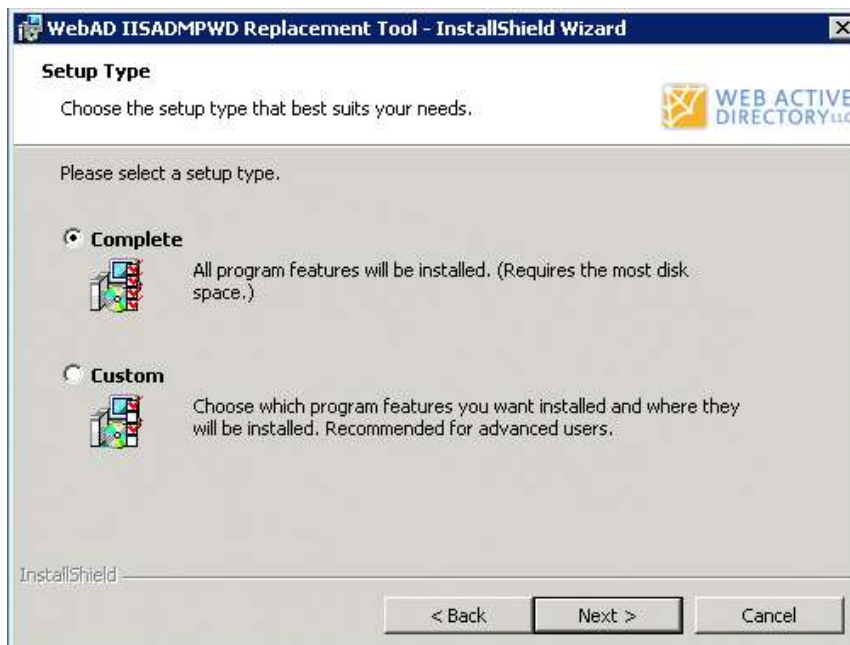 WebAD IISADMPWD Replacement Tool - InstallShield Wizard
Setup Type
Choose the setup type that best suits your needs.
WEB ACTIVE
DIRECTORY LLC
Please select a setup type.
Complete
All program features will be installed. (Requires the most disk
space.)
Custom
Choose which program features you want installed and where they
will be installed. Recommended for advanced users.
InstallShield
< Back
Next >
Cancel